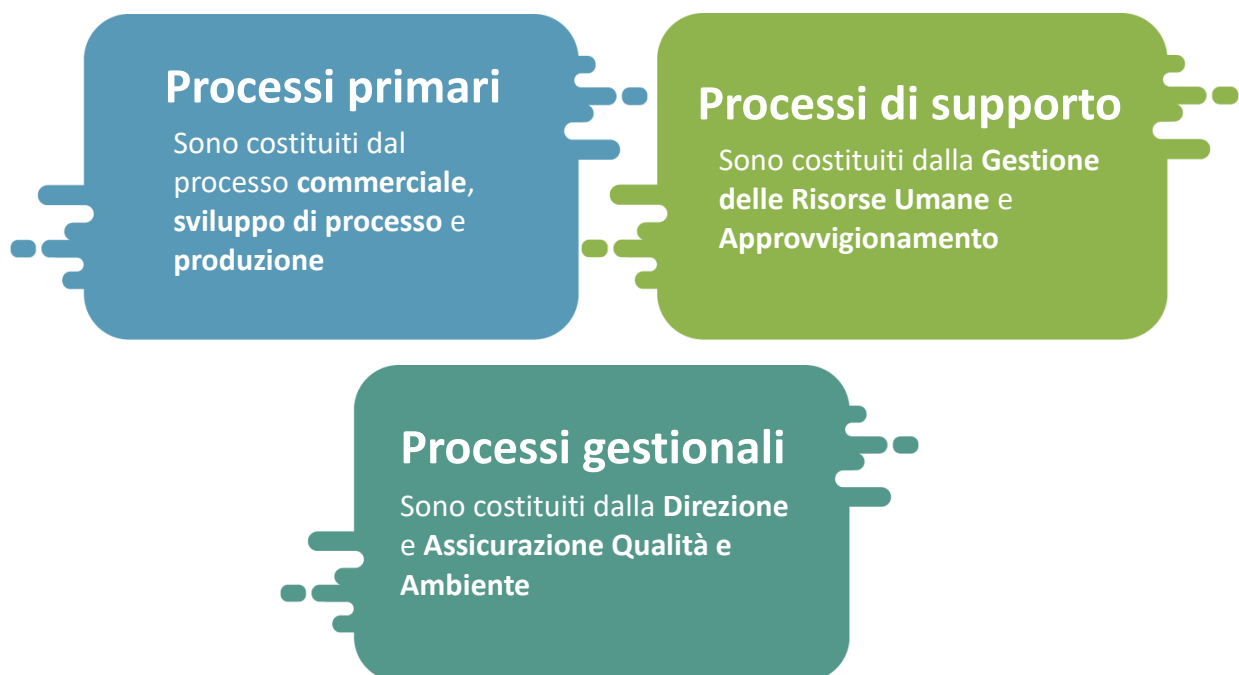 Processi primari
Sono costituiti dal
processo commerciale,
sviluppo di processo e
produzione
Processi di supporto
Sono costituiti dalla Gestione
delle Risorse Umane e
Approvvigionamento
Processi gestionali
Sono costituiti dalla Direzione
e Assicurazione Qualità e
Ambiente